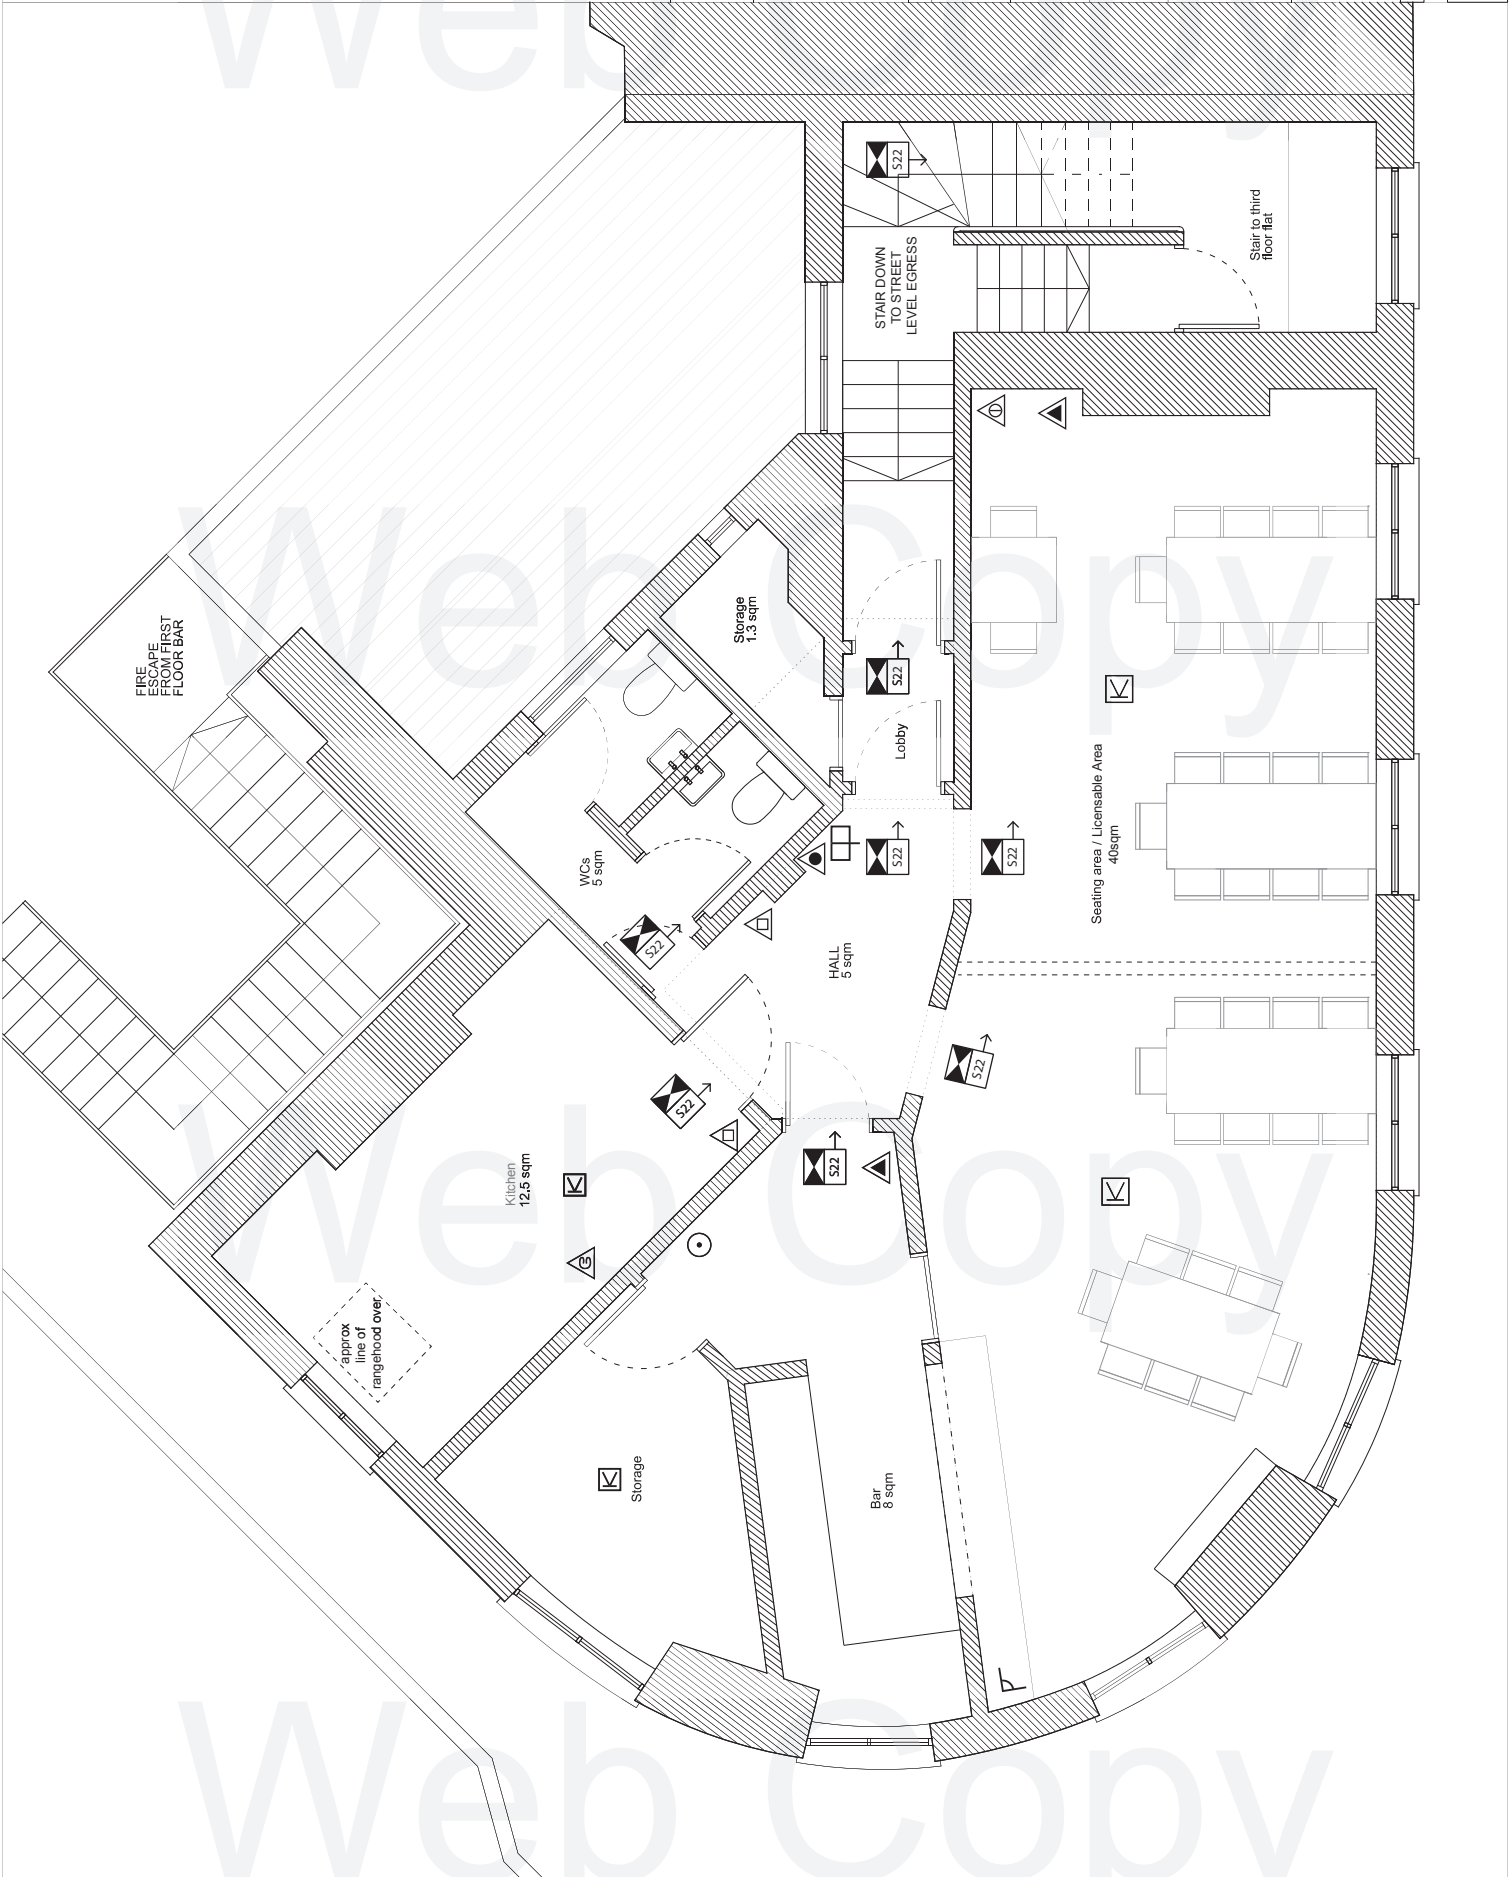 Web Copy
S22
Stair to third
floor flat
STAIR DOWN
TO STREET
LEVEL EGRESS
Web Copy
Storage
1.3 sqm
FIRE
ESCAPE
FROM FIRST
FLOOR BAR
S22
Lobby
K
Seating area / Licensable Area
40sqm
WCs
5 sqm
S22
S22
S22
HALL
5 sqm
S22
S22
Web Copy
S22
Kitchen
12.5 sqm
K
K
approx
line of
rangehood over
K
Storage
Bar
8 sqm
Web Copy